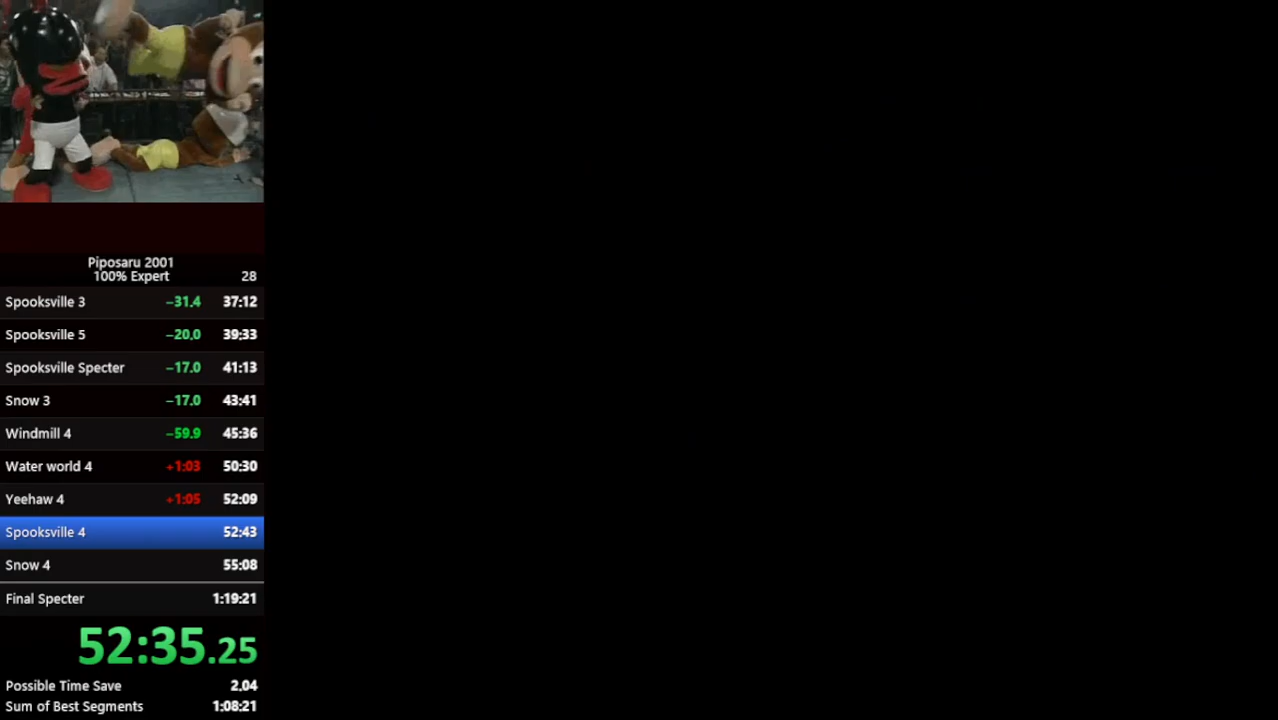 Piposaru 2001
100% Expert 28
Spooksville 3 -31.4 37:12
Spooksville 5 -20.0 39:33
Spooksville Specter -17.0 41:13
Snow 3 -17.0 43:41
Windmill 4 -59.9 45:36
Water world 4 +1:03 50:30
Yeehaw 4 +1:05 52:09
Spooksville 4 52:43
Snow 4 55:08
Final Specter 1:19:21
52:35.25
Possible Time Save 2.04
Sum of Best Segments 1:08:21